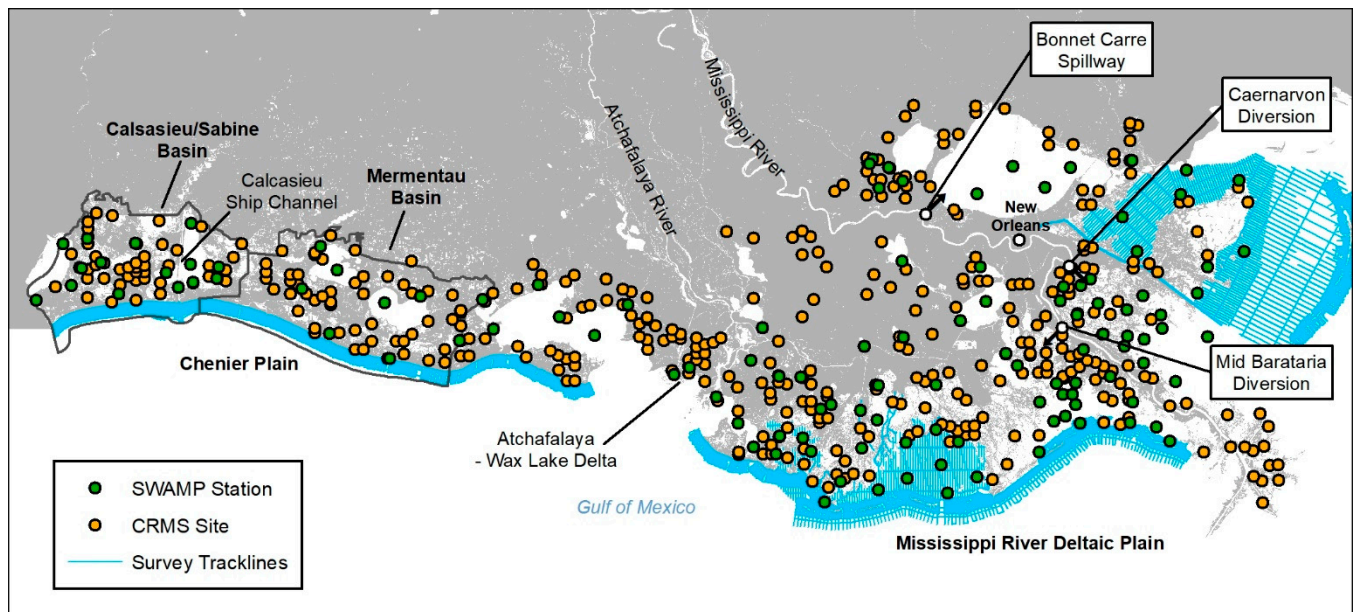 Bonnet Carre
Spillway
Caernarvon
Diversion
Mississippi River
Atchafalaya River
Calsasieu/Sabine
Basin
Calcasieu
Ship Channel
Mermentau
Basin
New
Orleans
Mid Barataria
Diversion
Chenier Plain
Atchafalaya
- Wax Lake Delta
Gulf of Mexico
Mississippi River Deltaic Plain
SWAMP Station
CRMS Site
Survey Tracklines